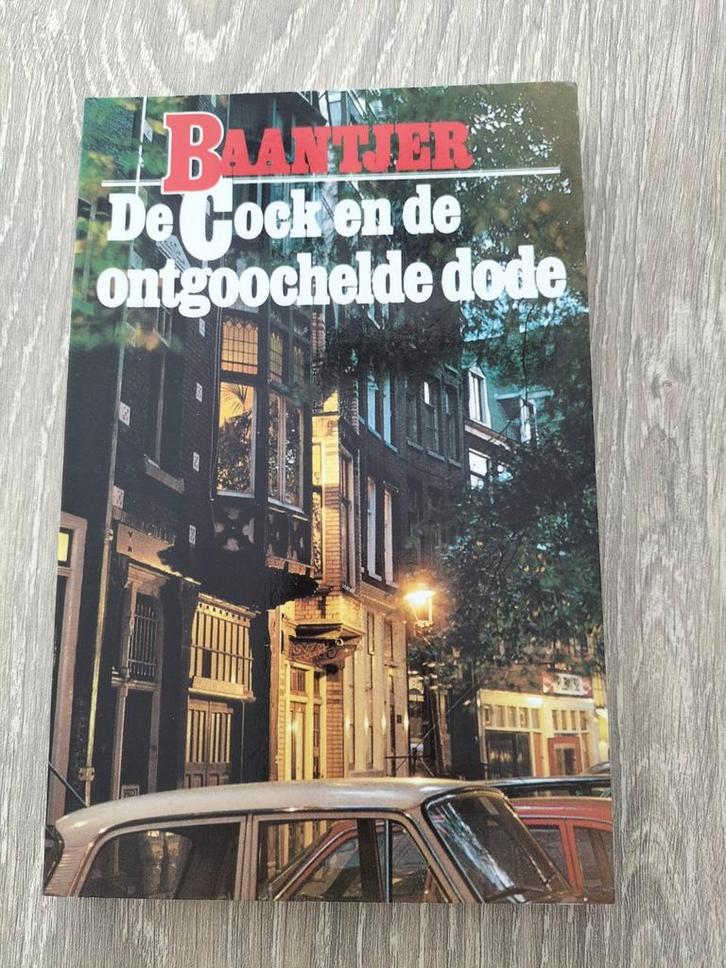 BAANTJER
De Cock en de
ontgoochelde dode